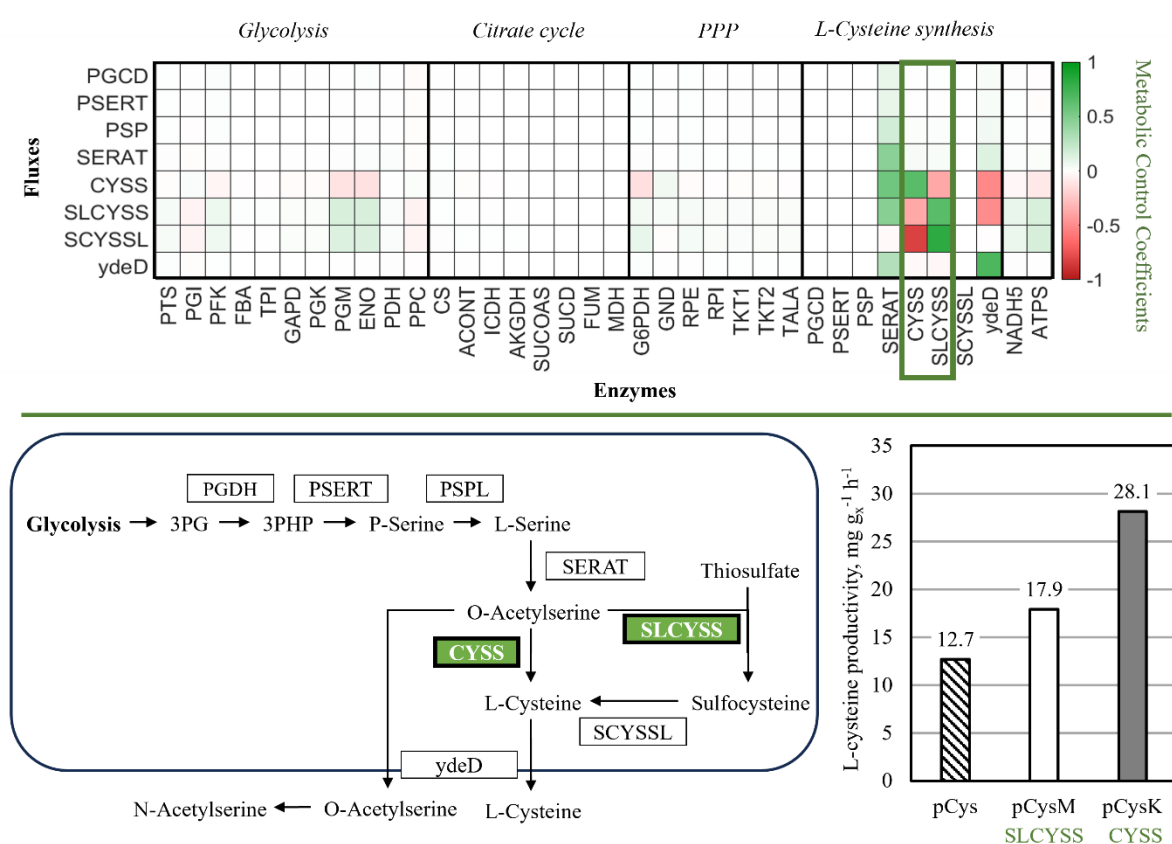 Glycolysis
Citrate cycle
PPP
L-Cysteine synthesis
Fluxes
PGCD
PSERT
PSP
SERAT
CYSS
SLCYSS
SCYSSL
ydeD
1
0.5
0
-0.5
-1
Metabolic Control Coefficients
PTS
PGI
PFK
FBA
TPI
GAPD
PGK
PGM
ENO
PDH
PPC
CS
ACONT
ICDH
AKGDH
SUCOAS
SUCD
FUM
MDH
G6PDH
GND
RPE
RPI
TKT1
TKT2
TALA
PGCD
PSERT
PSP
SERAT
CYSS
SLCYSS
SCYSSL
ydeD
NADH5
ATPS
Enzymes
PGDH
PSERT
PSPL
Glycolysis
3PG
3PHP
P-Serine
L-Serine
SERAT
Thiosulfate
O-Acetylserine
SLCYSS
CYSS
L-Cysteine
Sulfocysteine
SCYSSL
ydeD
N-Acetylserine
O-Acetylserine
L-Cysteine
L-cysteine productivity, mg gₓ⁻¹ h⁻¹
35
30
25
20
15
10
5
0
12.7
17.9
28.1
pCys
pCysM
pCysK
SLCYSS
CYSS